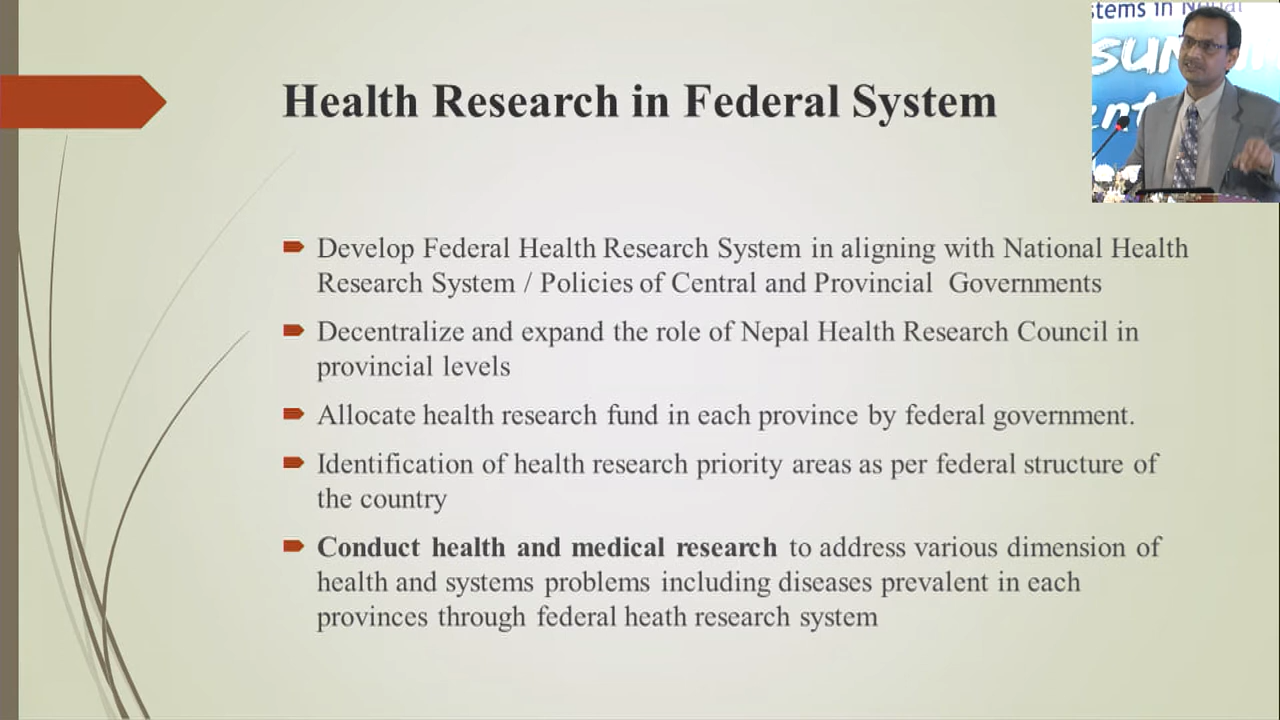 stems in Nepal
Health Research in Federal System
Develop Federal Health Research System in aligning with National Health
Research System / Policies of Central and Provincial Governments
Decentralize and expand the role of Nepal Health Research Council in
provincial levels
Allocate health research fund in each province by federal government.
Identification of health research priority areas as per federal structure of
the country
Conduct health and medical research to address various dimension of
health and systems problems including diseases prevalent in each
provinces through federal heath research system